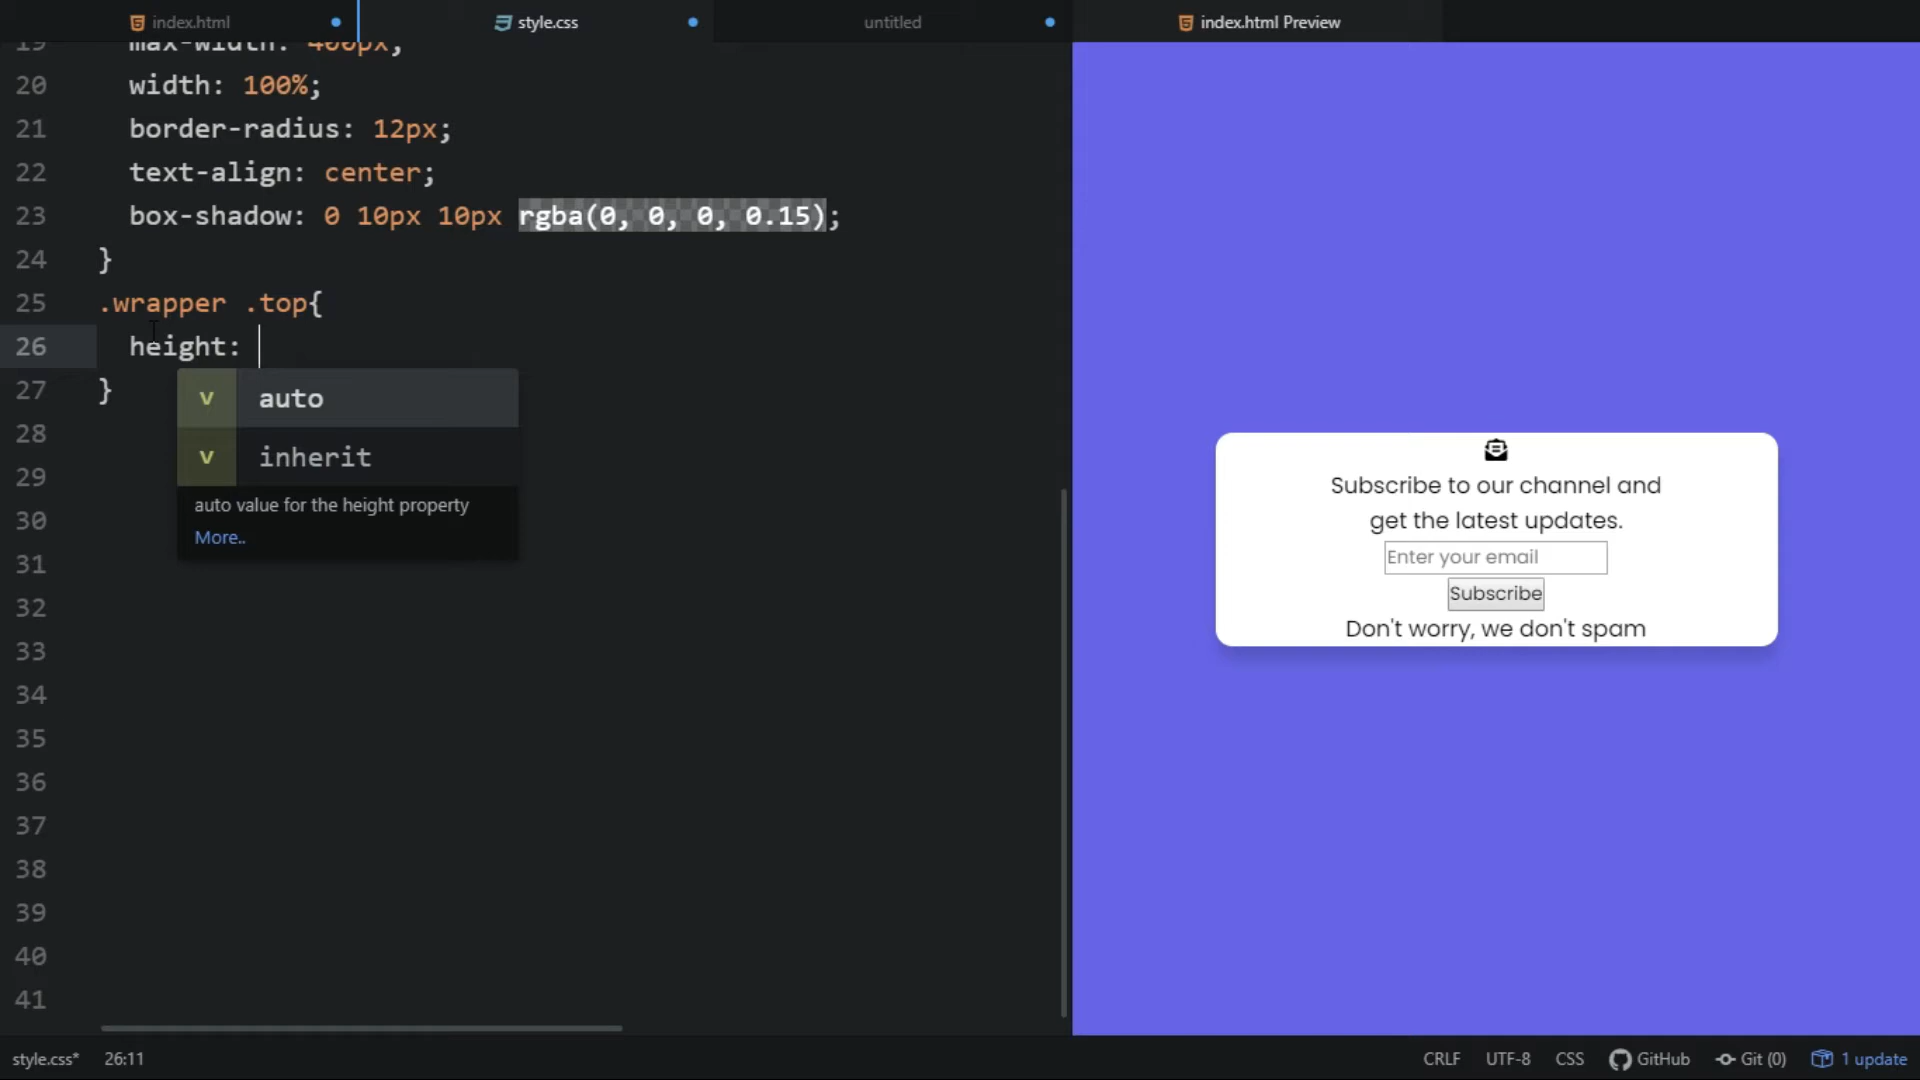 index.html
style.css
untitled
index.html Preview
19 max-width: 400px;
20 width: 100%;
21 border-radius: 12px;
22 text-align: center;
23 box-shadow: 0 10px 10px rgba(0, 0, 0, 0.15);
24 }
25 .wrapper .top{
26 height:
27 }
28
29
30
31
32
33
34
35
36
37
38
39
40
41
v auto
v inherit
auto value for the height property
More..
Subscribe to our channel and
get the latest updates.
Enter your email
Subscribe
Don't worry, we don't spam
style.css* 26:11 CRLF UTF-8 CSS GitHub Git (0) 1 update